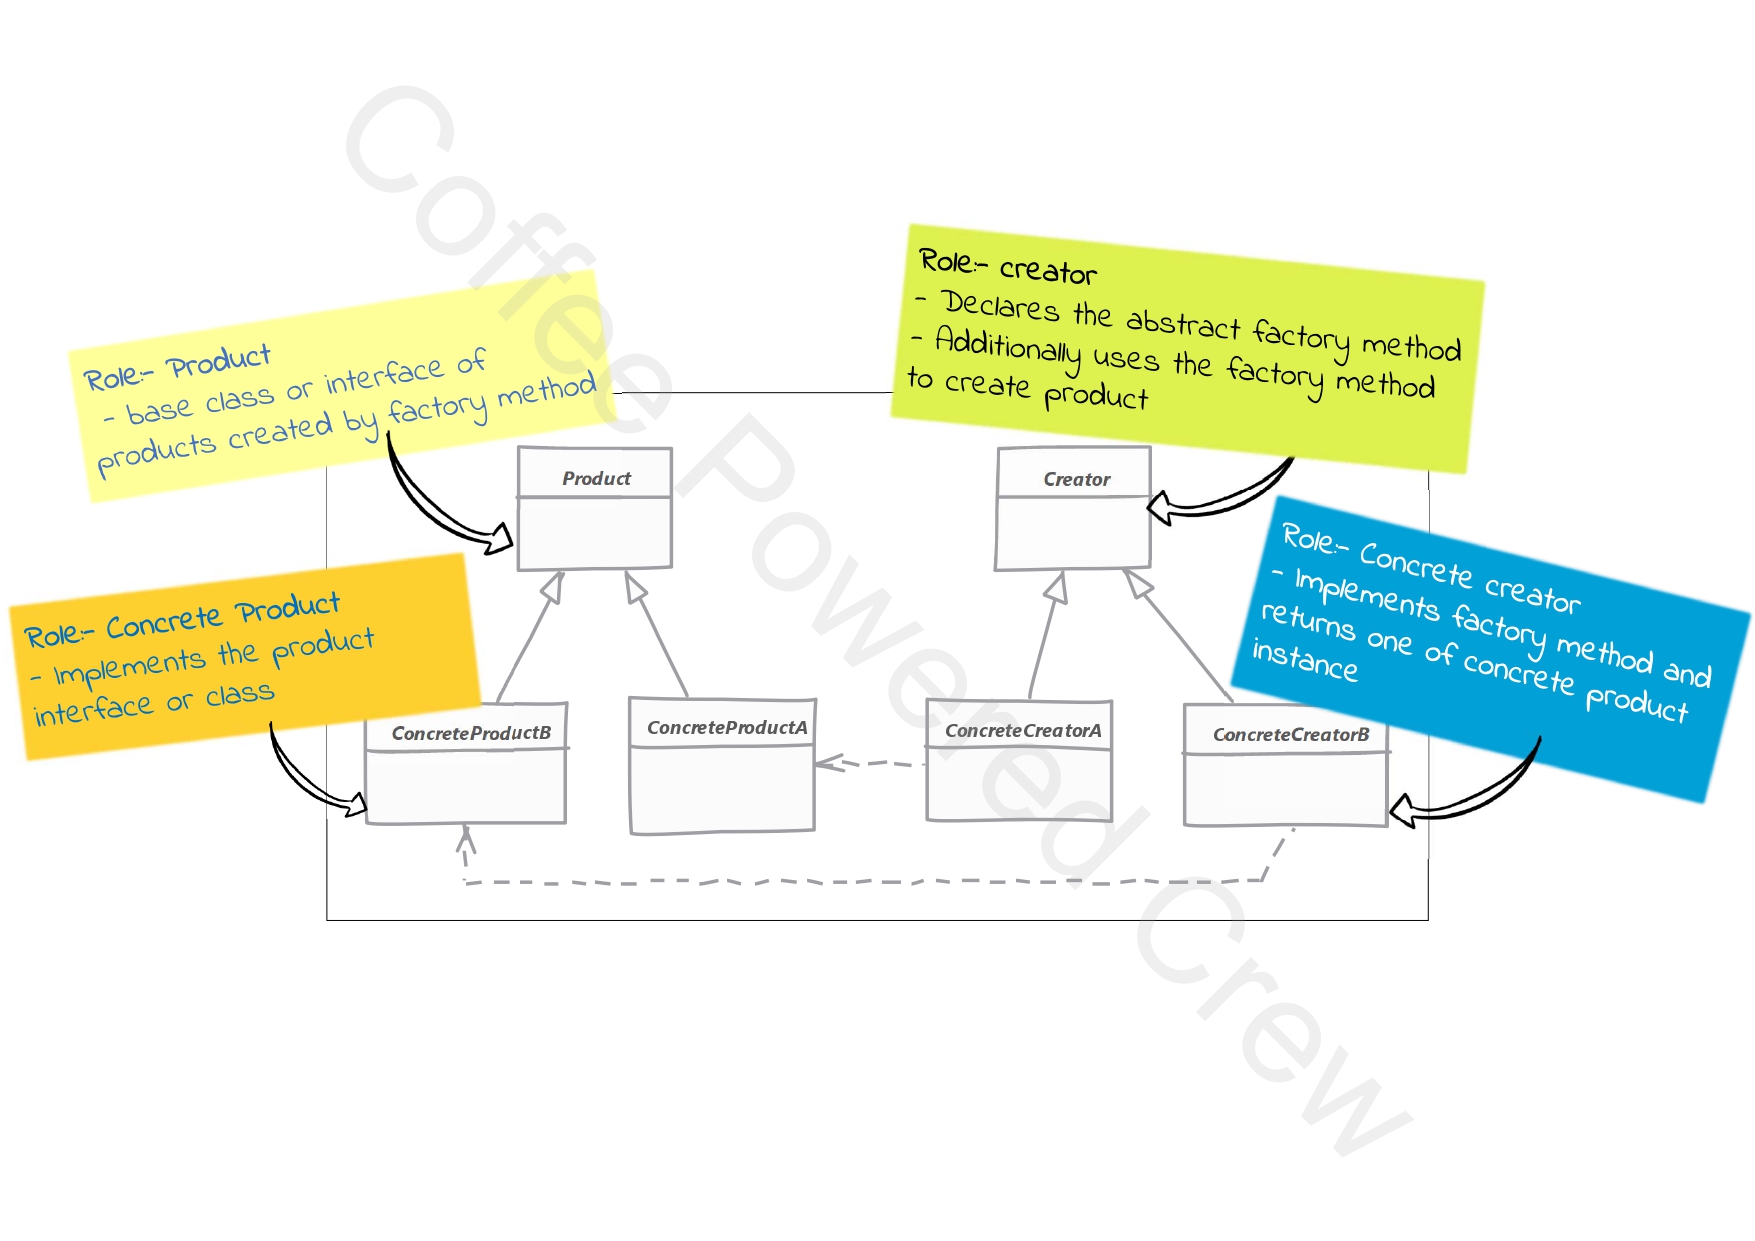 Role:- Product
- base class or interface of
products created by factory method
Role:- creator
- Declares the abstract factory method
- Additionally uses the factory method
to create product
Product
Creator
Role:- Concrete Product
- Implements the product
interface or class
Role:- Concrete creator
- Implements factory method and
returns one of concrete product
instance
ConcreteProductB
ConcreteProductA
ConcreteCreatorA
ConcreteCreatorB
Coffee Powered Crew